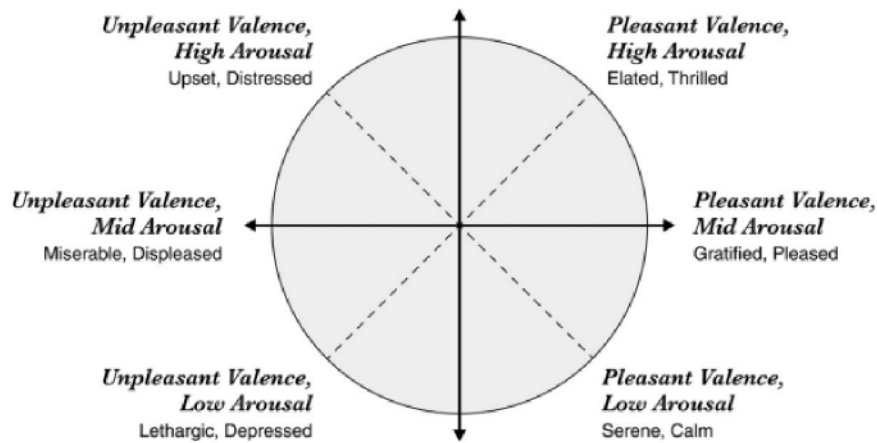 Unpleasant Valence,
High Arousal
Upset, Distressed
Pleasant Valence,
High Arousal
Elated, Thrilled
Unpleasant Valence,
Mid Arousal
Miserable, Displeased
Pleasant Valence,
Mid Arousal
Gratified, Pleased
Unpleasant Valence,
Low Arousal
Lethargic, Depressed
Pleasant Valence,
Low Arousal
Serene, Calm